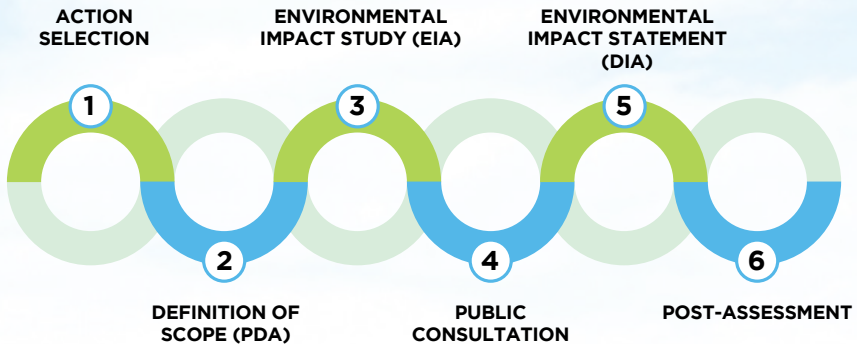 ACTION
SELECTION
1
DEFINITION OF
SCOPE (PDA)
2
ENVIRONMENTAL
IMPACT STUDY (EIA)
3
PUBLIC
CONSULTATION
4
ENVIRONMENTAL
IMPACT STATEMENT
(DIA)
5
POST-ASSESSMENT
6